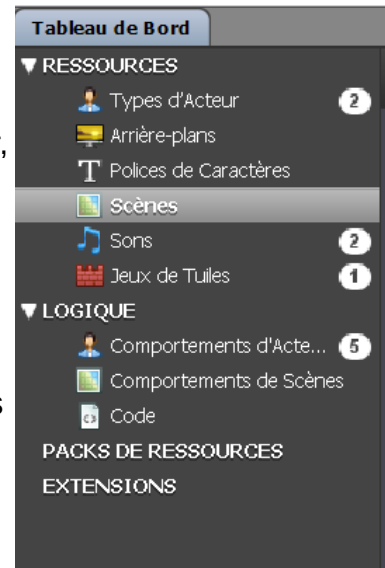 Tableau de Bord
RESSOURCES
Types d'Acteur 2
Arrière-plans
Polices de Caractères
Scènes
Sons 2
Jeux de Tuiles 1
LOGIQUE
Comportements d'Acte... 5
Comportements de Scènes
Code
PACKS DE RESSOURCES
EXTENSIONS